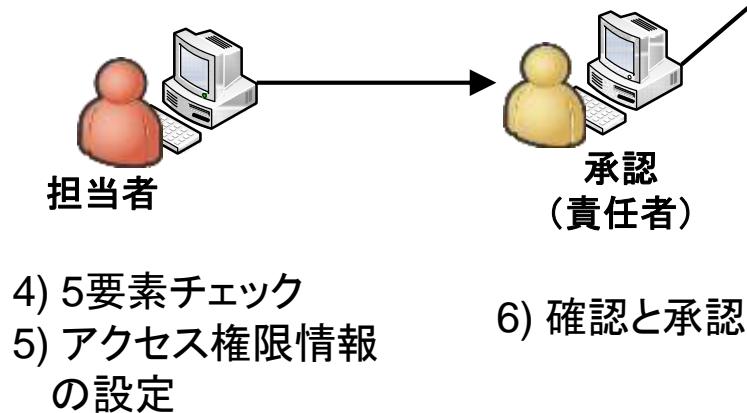 担当者
承認
（責任者）
4) 5要素チェック
5) アクセス権限情報
の設定
6) 確認と承認